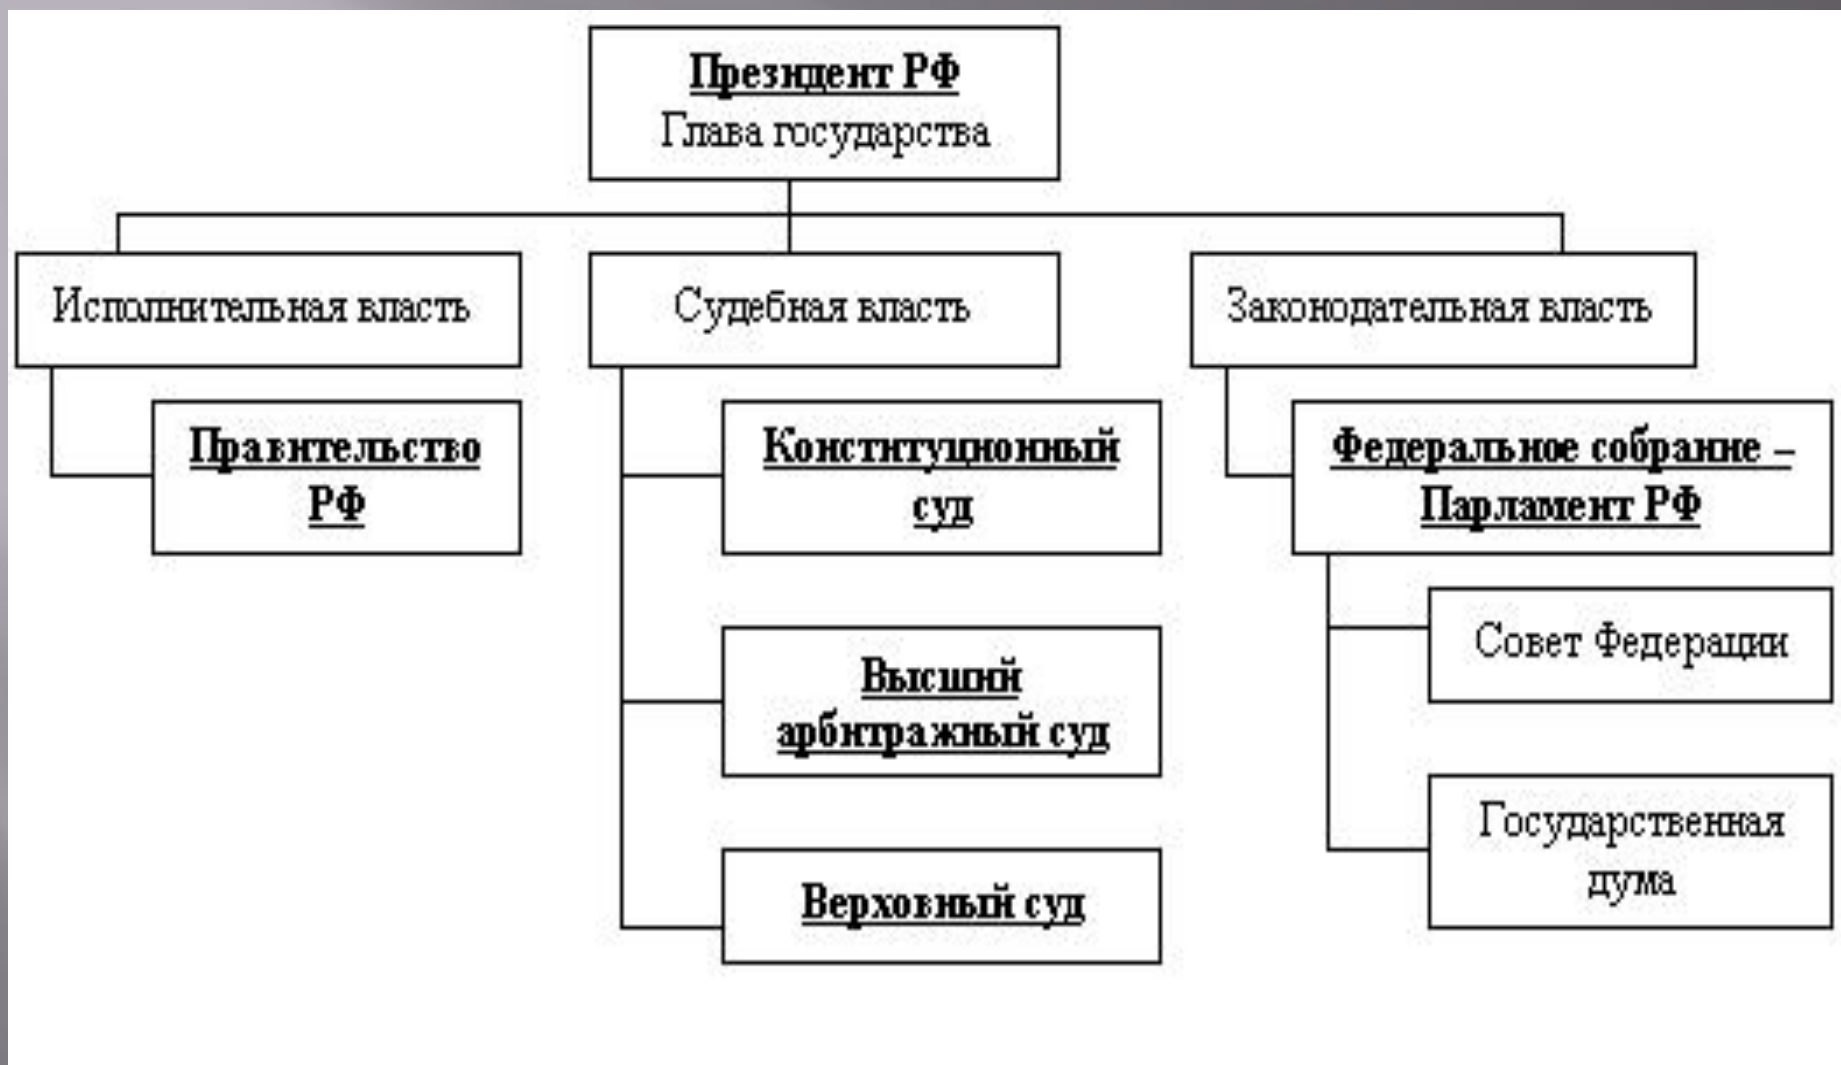 Президент РФ
Глава государства
Исполнительная власть
Судебная власть
Законодательная власть
Правительство
РФ
Конституционный
суд
Федеральное собрание –
Парламент РФ
Совет Федерации
Высший
арбитражный суд
Государственная
дума
Верховный суд